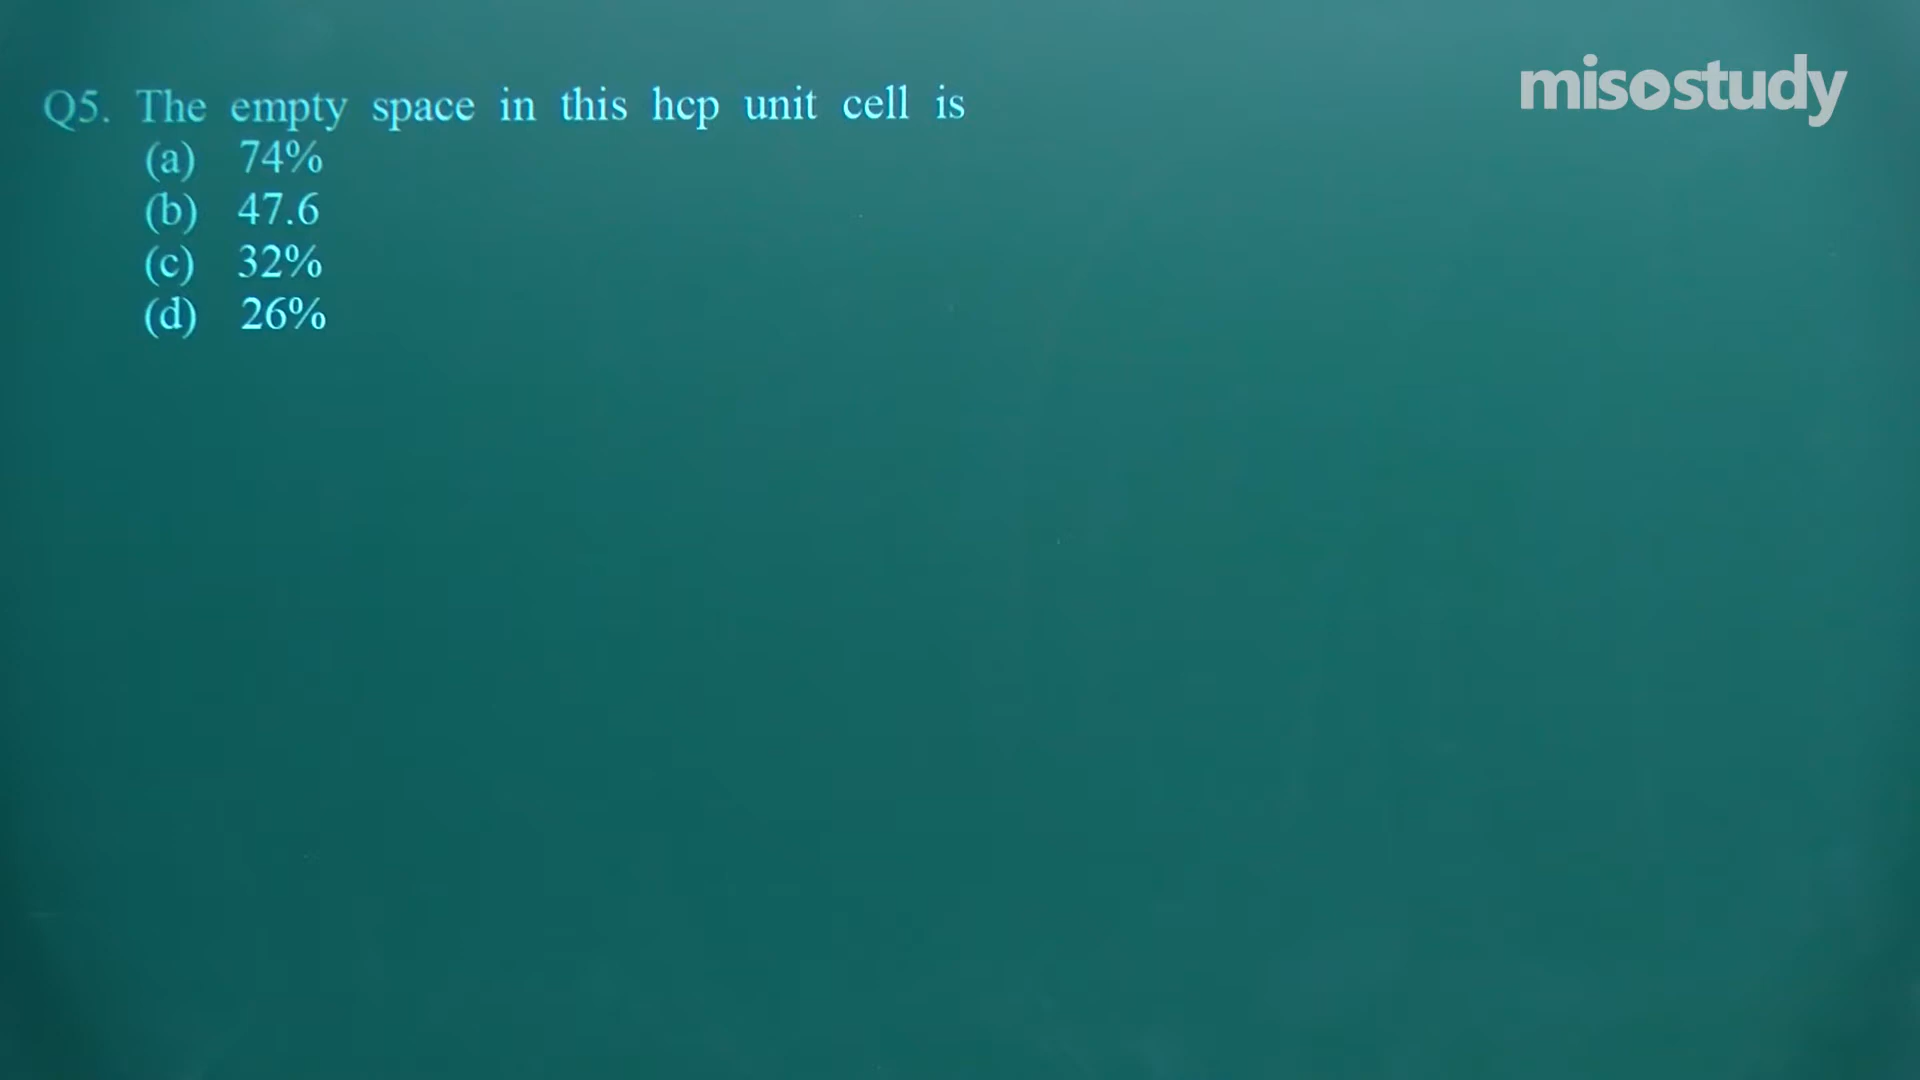 misostudy
Q5. The empty space in this hcp unit cell is
(a) 74%
(b) 47.6
(c) 32%
(d) 26%